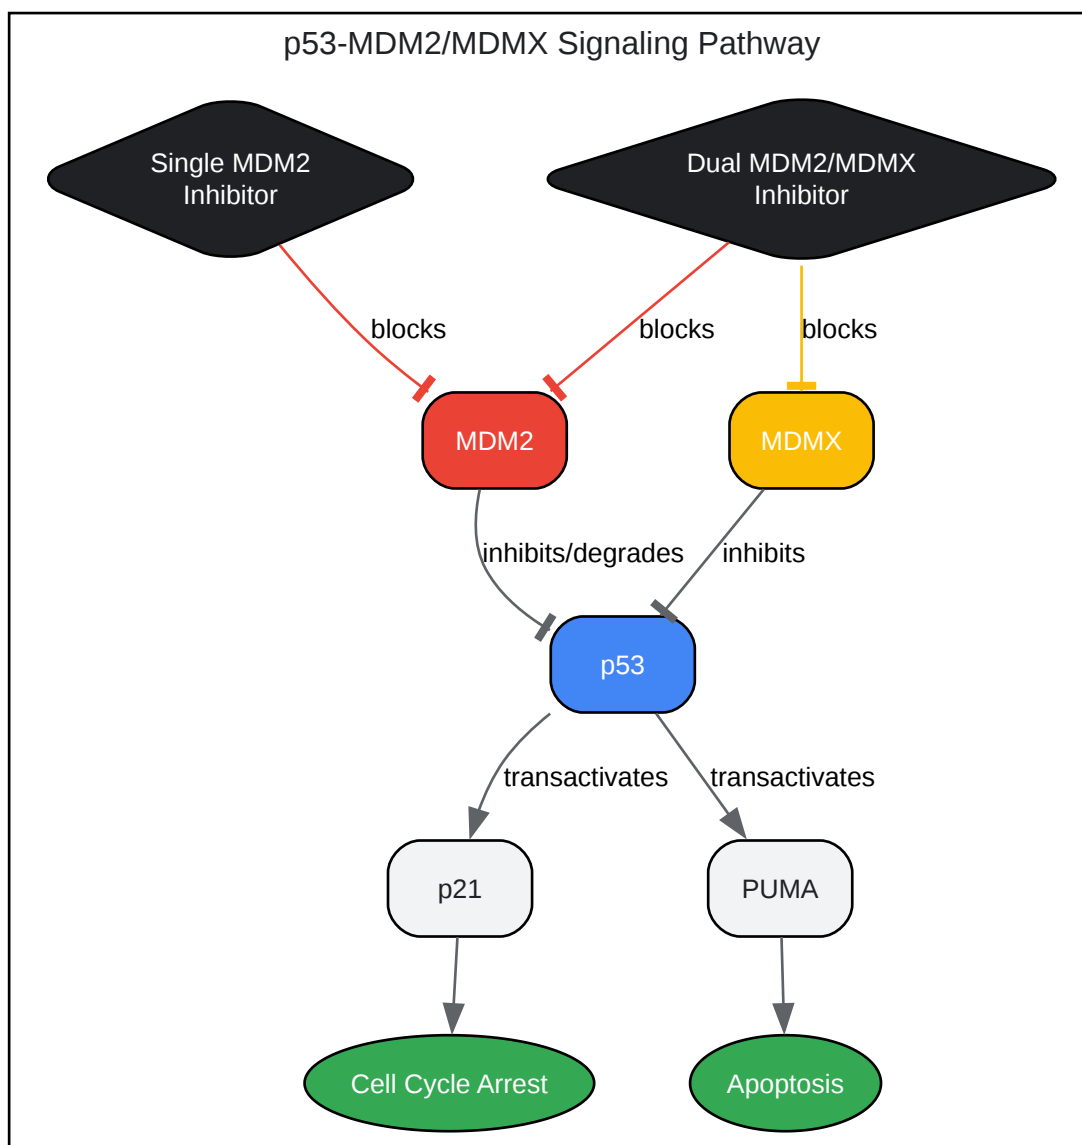 p53-MDM2/MDMX Signaling Pathway
Single MDM2
Inhibitor
Dual MDM2/MDMX
Inhibitor
blocks
blocks
blocks
MDM2
MDMX
inhibits/degrades
inhibits
p53
transactivates
transactivates
p21
PUMA
Cell Cycle Arrest
Apoptosis